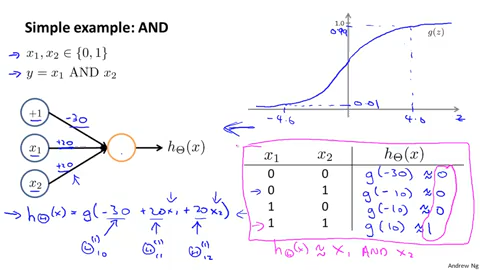 Simple example: AND
→ x₁, x₂ ∈ {0, 1}
→ y = x₁ AND x₂
1.0
0.99
g(z)
0.01
-4.6
4.6
z
+1
-30
x₁
+20
x₂
+20
hΘ(x)
→ hΘ(x) = g(-30 + 20x₁ + 20x₂)
Θ₁₀⁽¹⁾ Θ₁₁⁽¹⁾ Θ₁₂⁽¹⁾
x₁ x₂ hΘ(x)
0 0 g(-30) ≈ 0
0 1 g(-10) ≈ 0
1 0 g(-10) ≈ 0
1 1 g(10) ≈ 1
hΘ(x) ≈ x₁ AND x₂
Andrew Ng